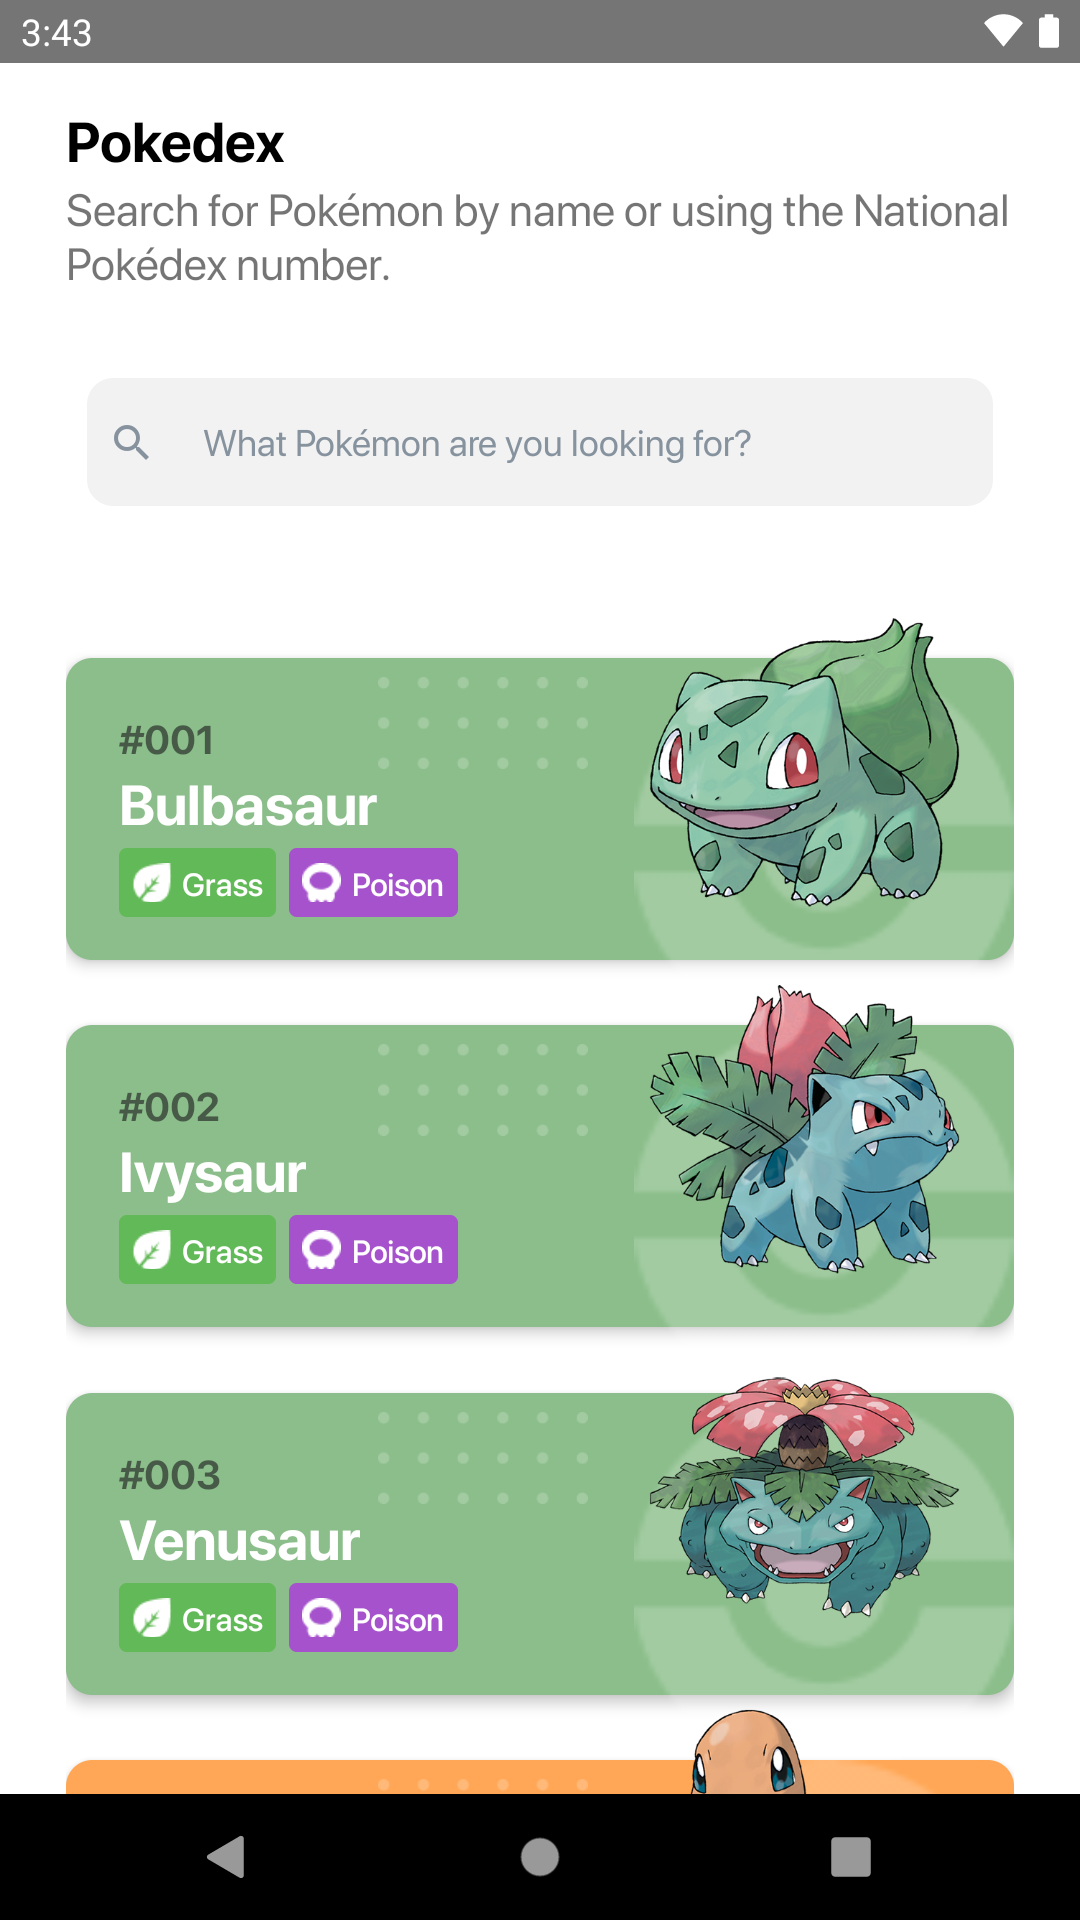 3:43
Pokedex
Search for Pokémon by name or using the National
Pokédex number.
What Pokémon are you looking for?
#001
Bulbasaur
Grass Poison
#002
Ivysaur
Grass Poison
#003
Venusaur
Grass Poison